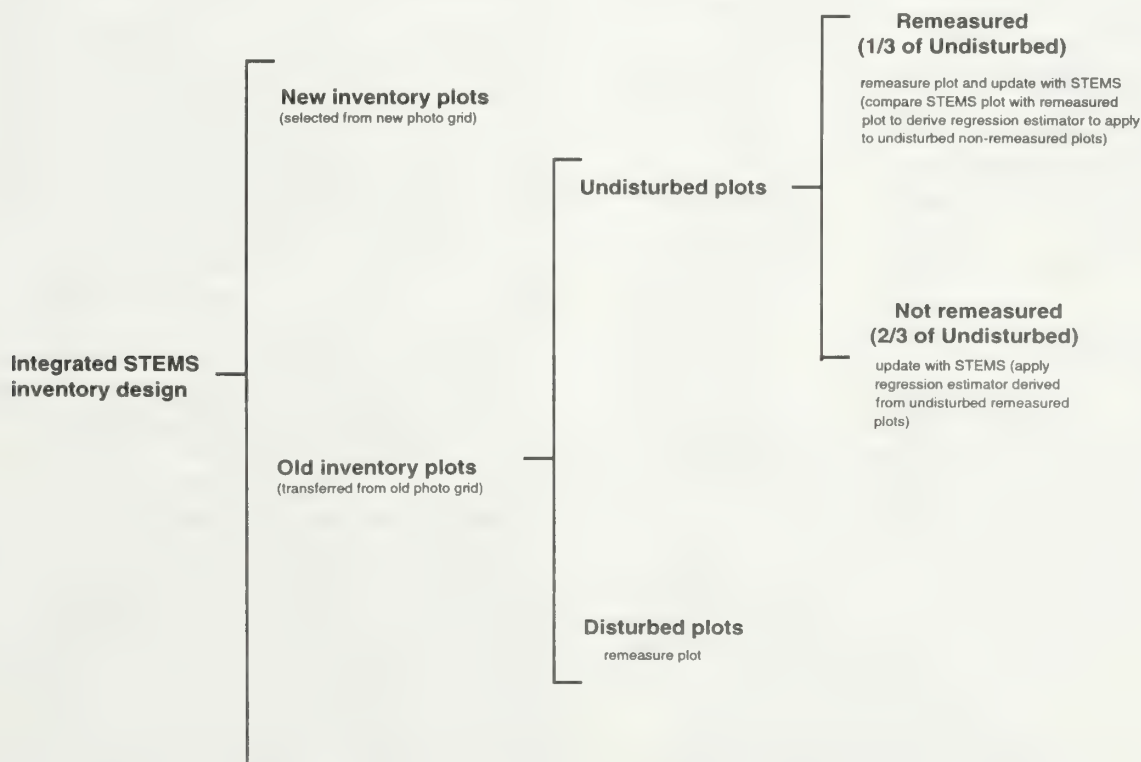 Remeasured
(1/3 of Undisturbed)
remeasure plot and update with STEMS
(compare STEMS plot with remeasured
plot to derive regression estimator to apply
to undisturbed non-remeasured plots)
New inventory plots
(selected from new photo grid)
Undisturbed plots
Not remeasured
(2/3 of Undisturbed)
update with STEMS (apply
regression estimator derived
from undisturbed remeasured
plots)
Integrated STEMS
inventory design
Old inventory plots
(transferred from old photo grid)
Disturbed plots
remeasure plot